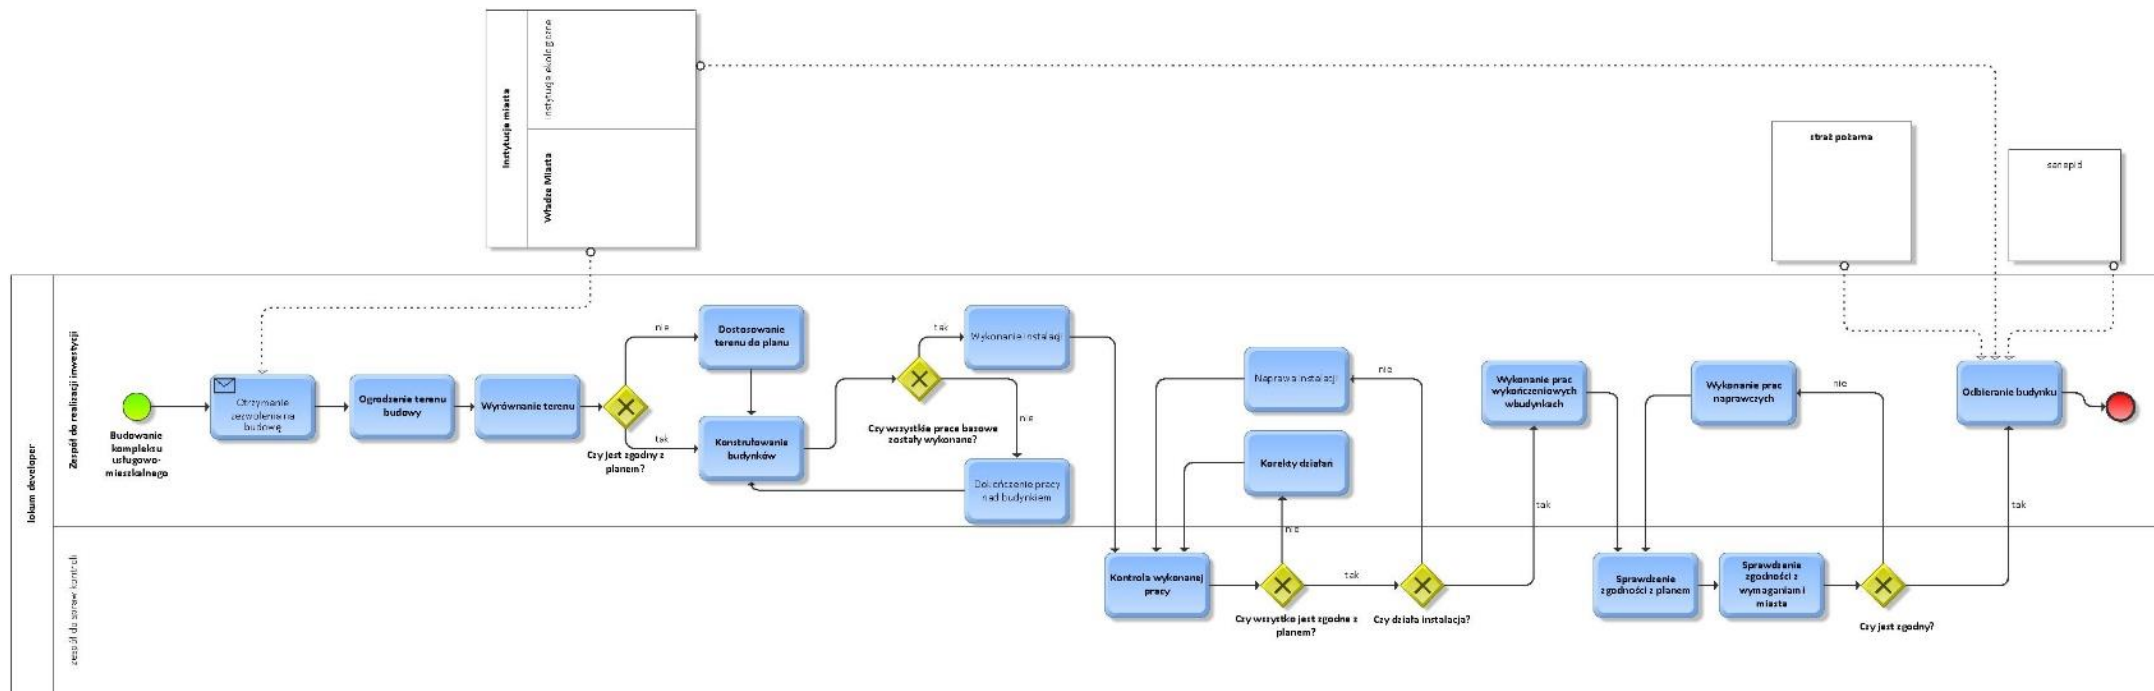 Instytucje miasta
Instytucje ekologiczne
Władze Miasta
straż pożarna
sanepid
lokum developer
Zespół do realizacji inwestycji
zespół do spraw kontroli
Budowanie
kompleksu
usługowo-
mieszkalnego
Otrzymanie
zezwolenia na
budowę
Ogrodzenie terenu
budowy
Wyrównanie terenu
Czy jest zgodny z
planem?
nie
tak
Dostosowanie
terenu do planu
Konstruowanie
budynków
Czy wszystkie prace bazowe
zostały wykonane?
tak
nie
Wykonanie instalacji
Dokończenie pracy
nad budynkiem
Kontrola wykonanej
pracy
Czy wszystko jest zgodne z
planem?
nie
tak
Korekty działań
Naprawa instalacji
Czy działa instalacja?
nie
tak
Wykonanie prac
wykończeniowych
wbudynkach
Sprawdzenie
zgodności z planem
Sprawdzenie
zgodności z
wymaganiami
miasta
Czy jest zgodny?
nie
tak
Wykonanie prac
naprawczych
Odbieranie budynku